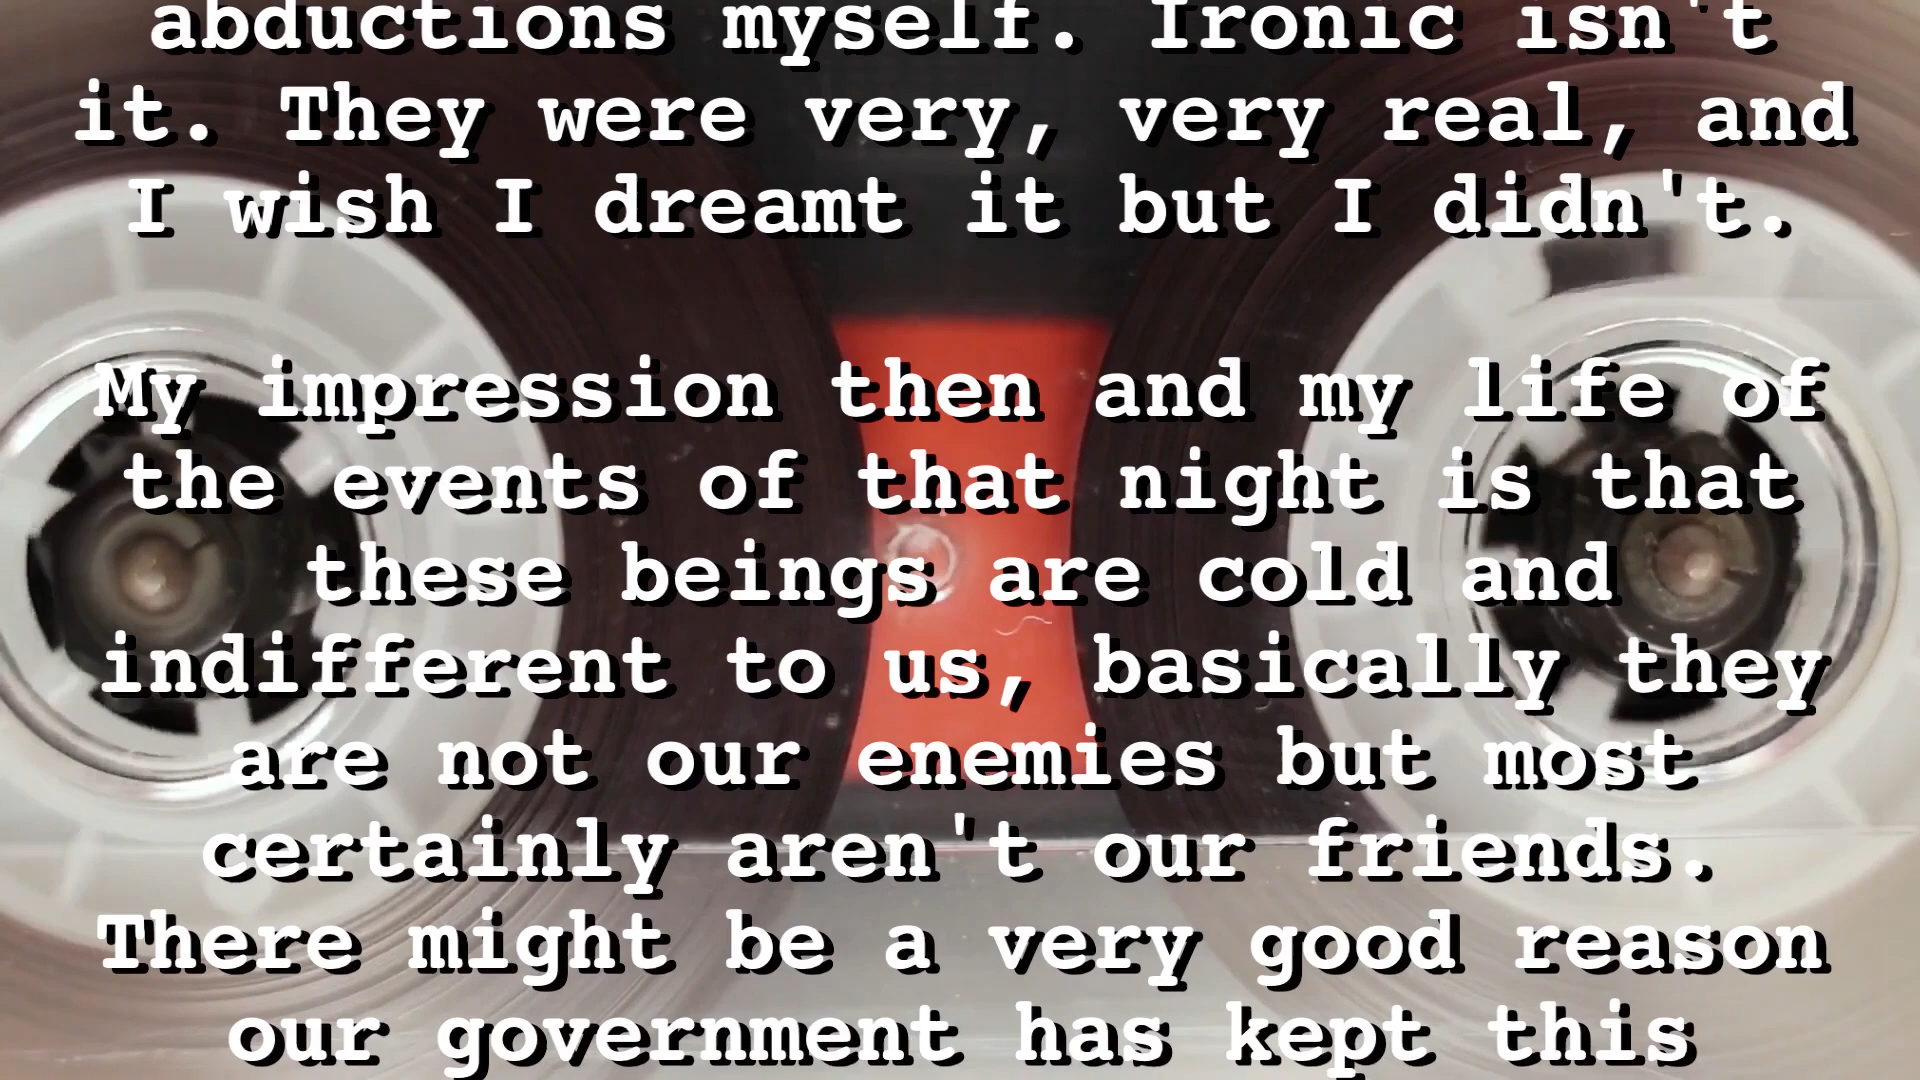 abductions myself. Ironic isn't
it. They were very, very real, and
I wish I dreamt it but I didn't.
My impression then and my life of
the events of that night is that
these beings are cold and
indifferent to us, basically they
are not our enemies but most
certainly aren't our friends.
There might be a very good reason
our government has kept this